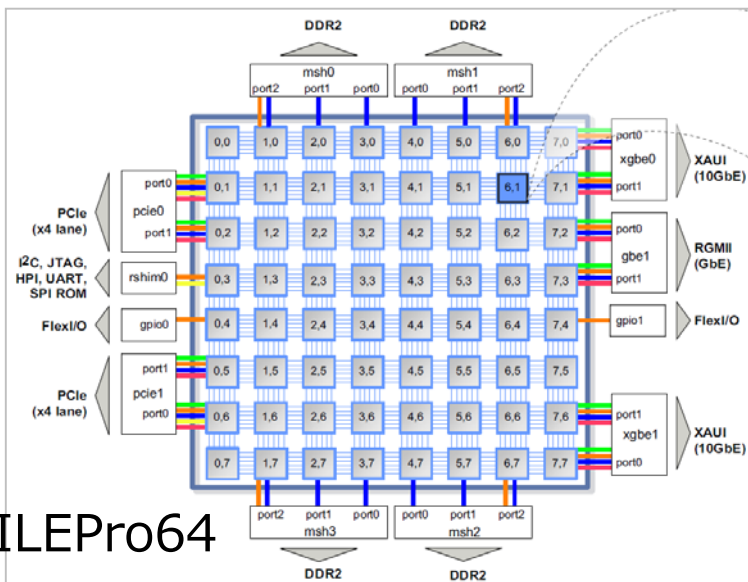 DDR2 DDR2
msh0 msh1
port2 port1 port0 port0 port1 port2
0,0 1,0 2,0 3,0 4,0 5,0 6,0 7,0
port0
xgbe0
port1
XAUI
(10GbE)
0,1 1,1 2,1 3,1 4,1 5,1 6,1 7,1
port0
pcie0
port1
PCIe
(x4 lane)
0,2 1,2 2,2 3,2 4,2 5,2 6,2 7,2
port0
gbe1
port1
RGMII
(GbE)
I2C, JTAG,
HPI, UART,
SPI ROM
rshim0
0,3 1,3 2,3 3,3 4,3 5,3 6,3 7,3
FlexI/O gpio0 0,4 1,4 2,4 3,4 4,4 5,4 6,4 7,4 gpio1 FlexI/O
port1
pcie1
port0
PCIe
(x4 lane)
0,5 1,5 2,5 3,5 4,5 5,5 6,5 7,5
0,6 1,6 2,6 3,6 4,6 5,6 6,6 7,6
port1
xgbe1
port0
XAUI
(10GbE)
0,7 1,7 2,7 3,7 4,7 5,7 6,7 7,7
port2 port1 port0 port0 port1 port2
msh3 msh2
DDR2 DDR2
ILEPro64